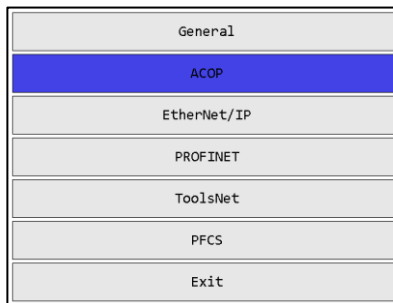 General
ACOP
EtherNet/IP
PROFINET
ToolsNet
PFCS
Exit